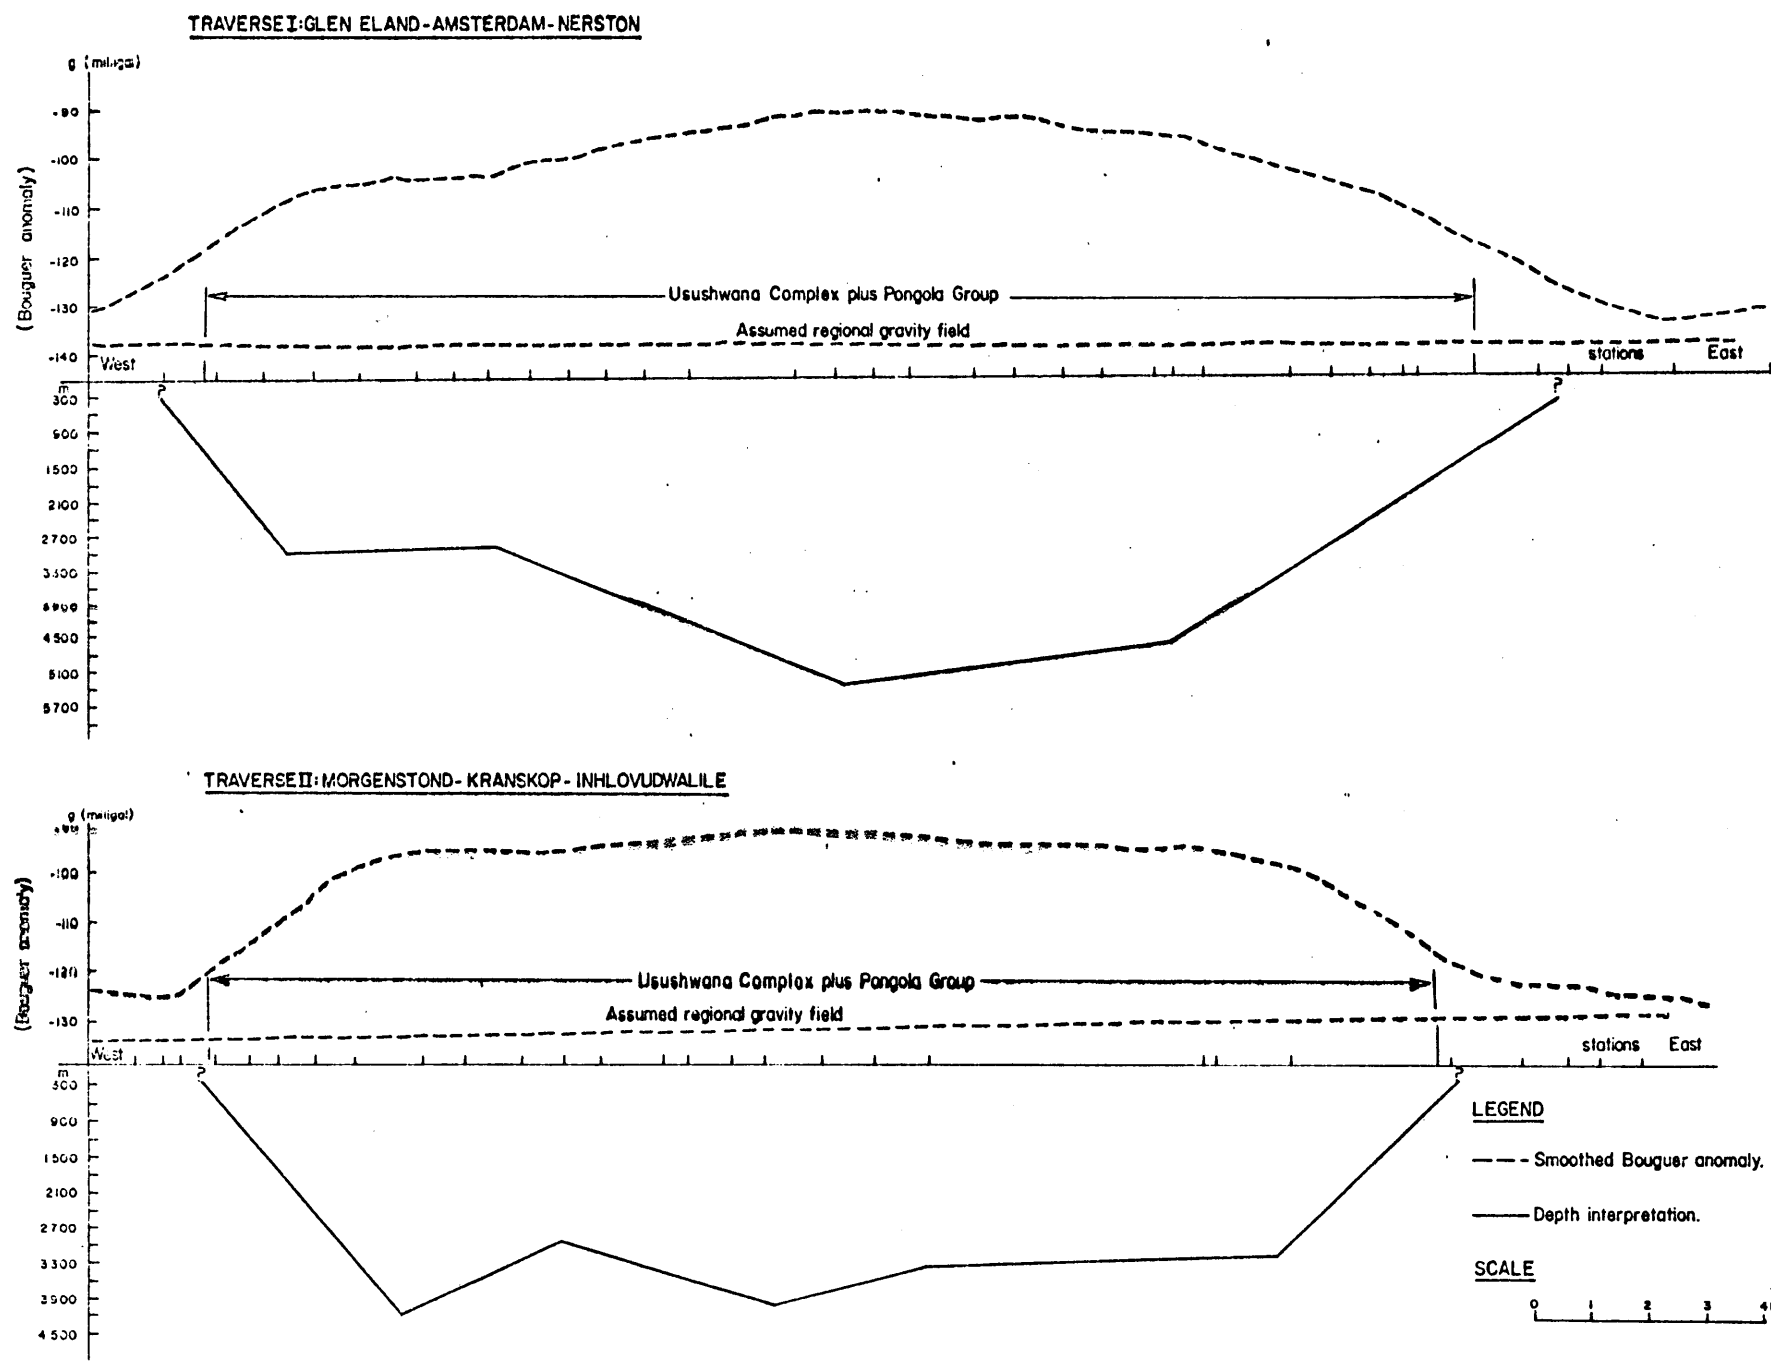 TRAVERSE I: GLEN ELAND - AMSTERDAM - NERSTON
g (milligal)
(Bouguer anomaly)
-90
-100
-110
-120
-130
-140
Usushwana Complex plus Pongola Group
Assumed regional gravity field
West
stations
East
m
?
?
300
900
1500
2100
2700
3300
3900
4500
5100
5700
TRAVERSE II: MORGENSTOND - KRANSKOP - INHLOVUDWALILE
g (milligal)
(Bouguer anomaly)
-100
-110
-120
-130
Usushwana Complex plus Pongola Group
Assumed regional gravity field
West
stations
East
m
?
?
300
900
1500
2100
2700
3300
3900
4500
LEGEND
Smoothed Bouguer anomaly.
Depth interpretation.
SCALE
0 1 2 3 4